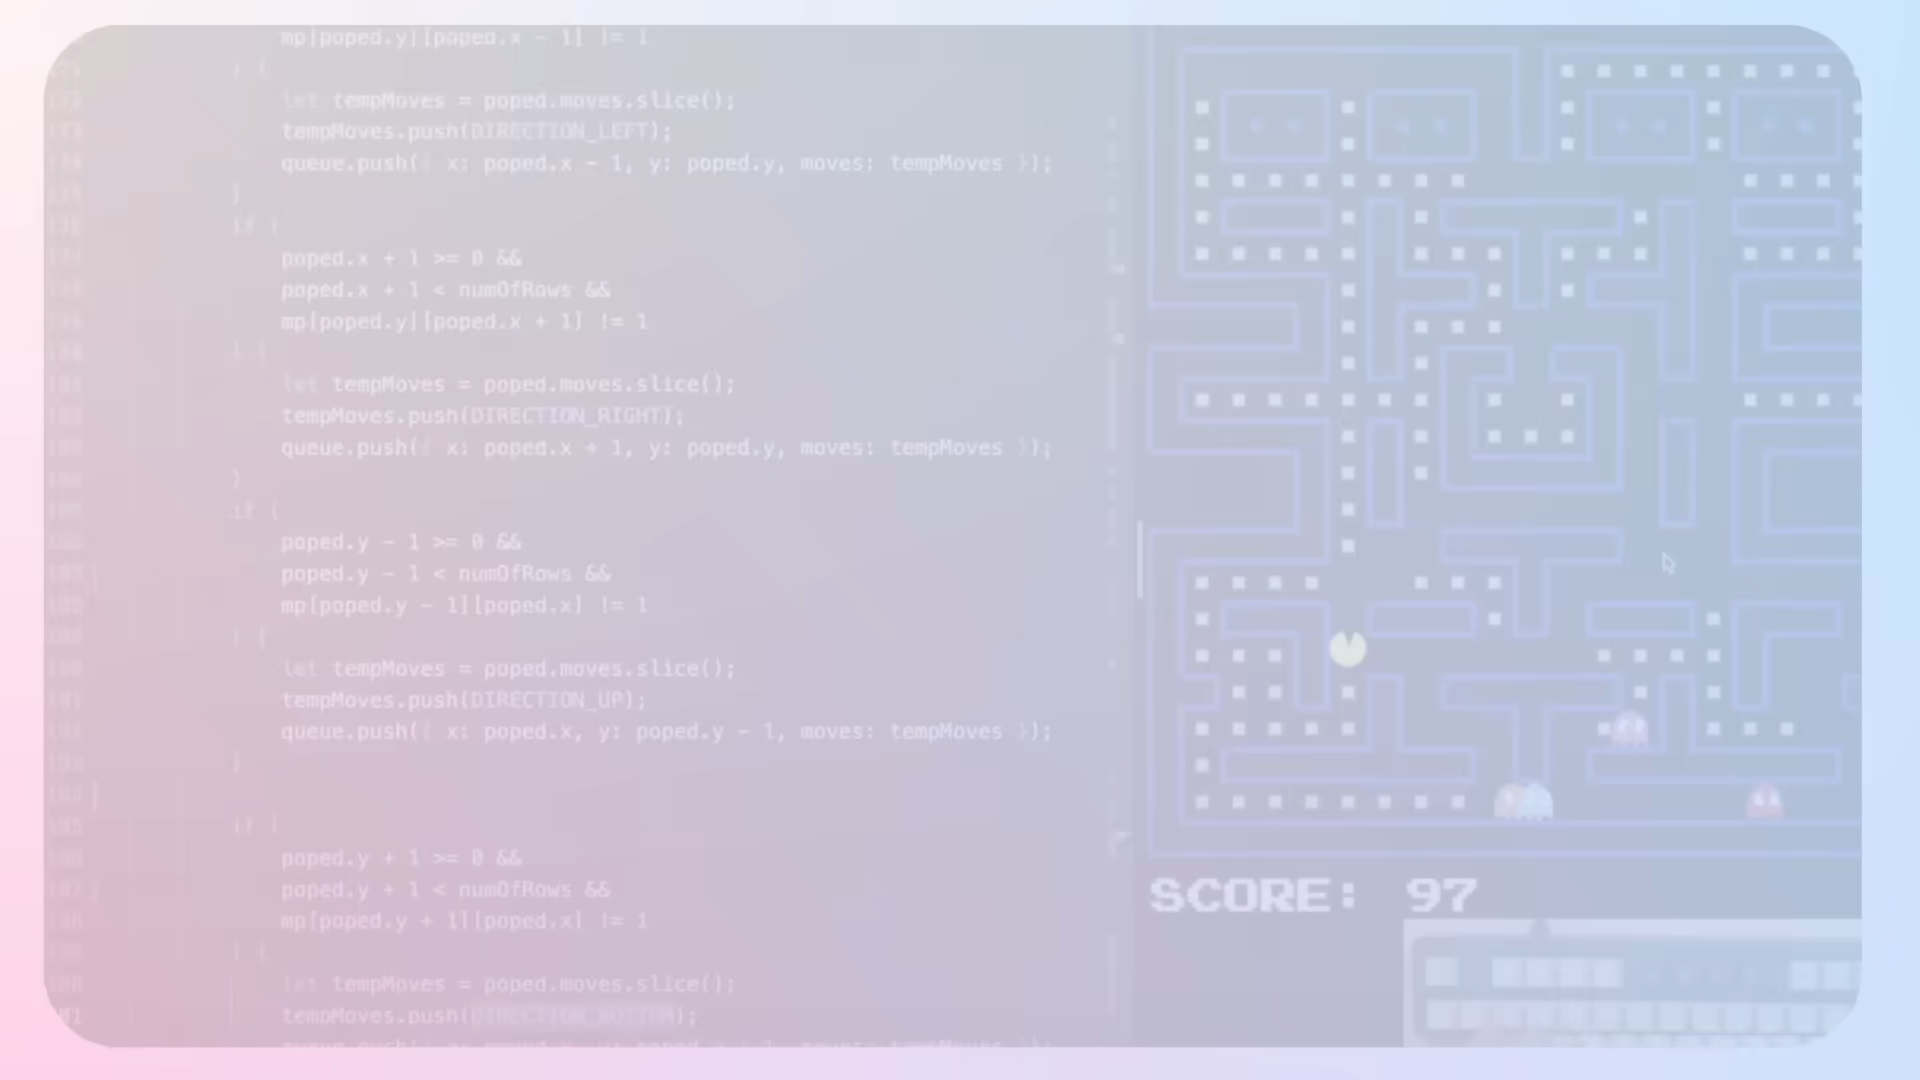 mp[poped.y][poped.x - 1] != 1
) {
let tempMoves = poped.moves.slice();
tempMoves.push(DIRECTION_LEFT);
queue.push({ x: poped.x - 1, y: poped.y, moves: tempMoves });
}
if (
poped.x + 1 >= 0 &&
poped.x + 1 < numOfRows &&
mp[poped.y][poped.x + 1] != 1
) {
let tempMoves = poped.moves.slice();
tempMoves.push(DIRECTION_RIGHT);
queue.push({ x: poped.x + 1, y: poped.y, moves: tempMoves });
}
if (
poped.y - 1 >= 0 &&
poped.y - 1 < numOfRows &&
mp[poped.y - 1][poped.x] != 1
) {
let tempMoves = poped.moves.slice();
tempMoves.push(DIRECTION_UP);
queue.push({ x: poped.x, y: poped.y - 1, moves: tempMoves });
}
if (
poped.y + 1 >= 0 &&
poped.y + 1 < numOfRows &&
mp[poped.y + 1][poped.x] != 1
) {
let tempMoves = poped.moves.slice();
tempMoves.push(DIRECTION_BOTTOM);
SCORE: 97